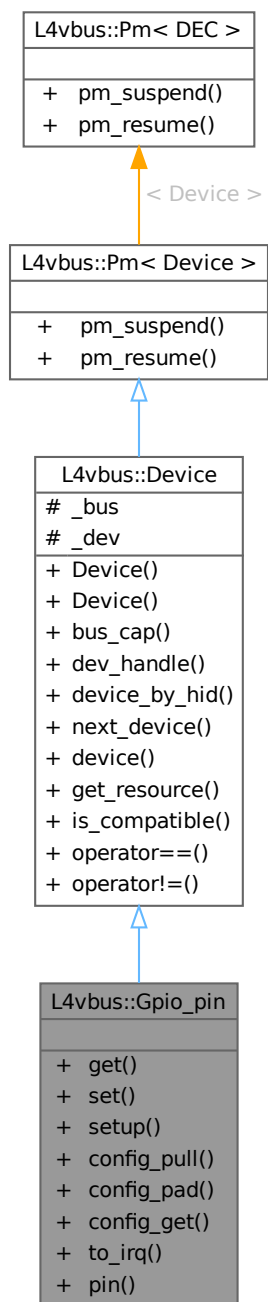 L4vbus::Pm< DEC >
+ pm_suspend()
+ pm_resume()
< Device >
L4vbus::Pm< Device >
+ pm_suspend()
+ pm_resume()
L4vbus::Device
# _bus
# _dev
+ Device()
+ Device()
+ bus_cap()
+ dev_handle()
+ device_by_hid()
+ next_device()
+ device()
+ get_resource()
+ is_compatible()
+ operator==()
+ operator!=()
L4vbus::Gpio_pin
+ get()
+ set()
+ setup()
+ config_pull()
+ config_pad()
+ config_get()
+ to_irq()
+ pin()